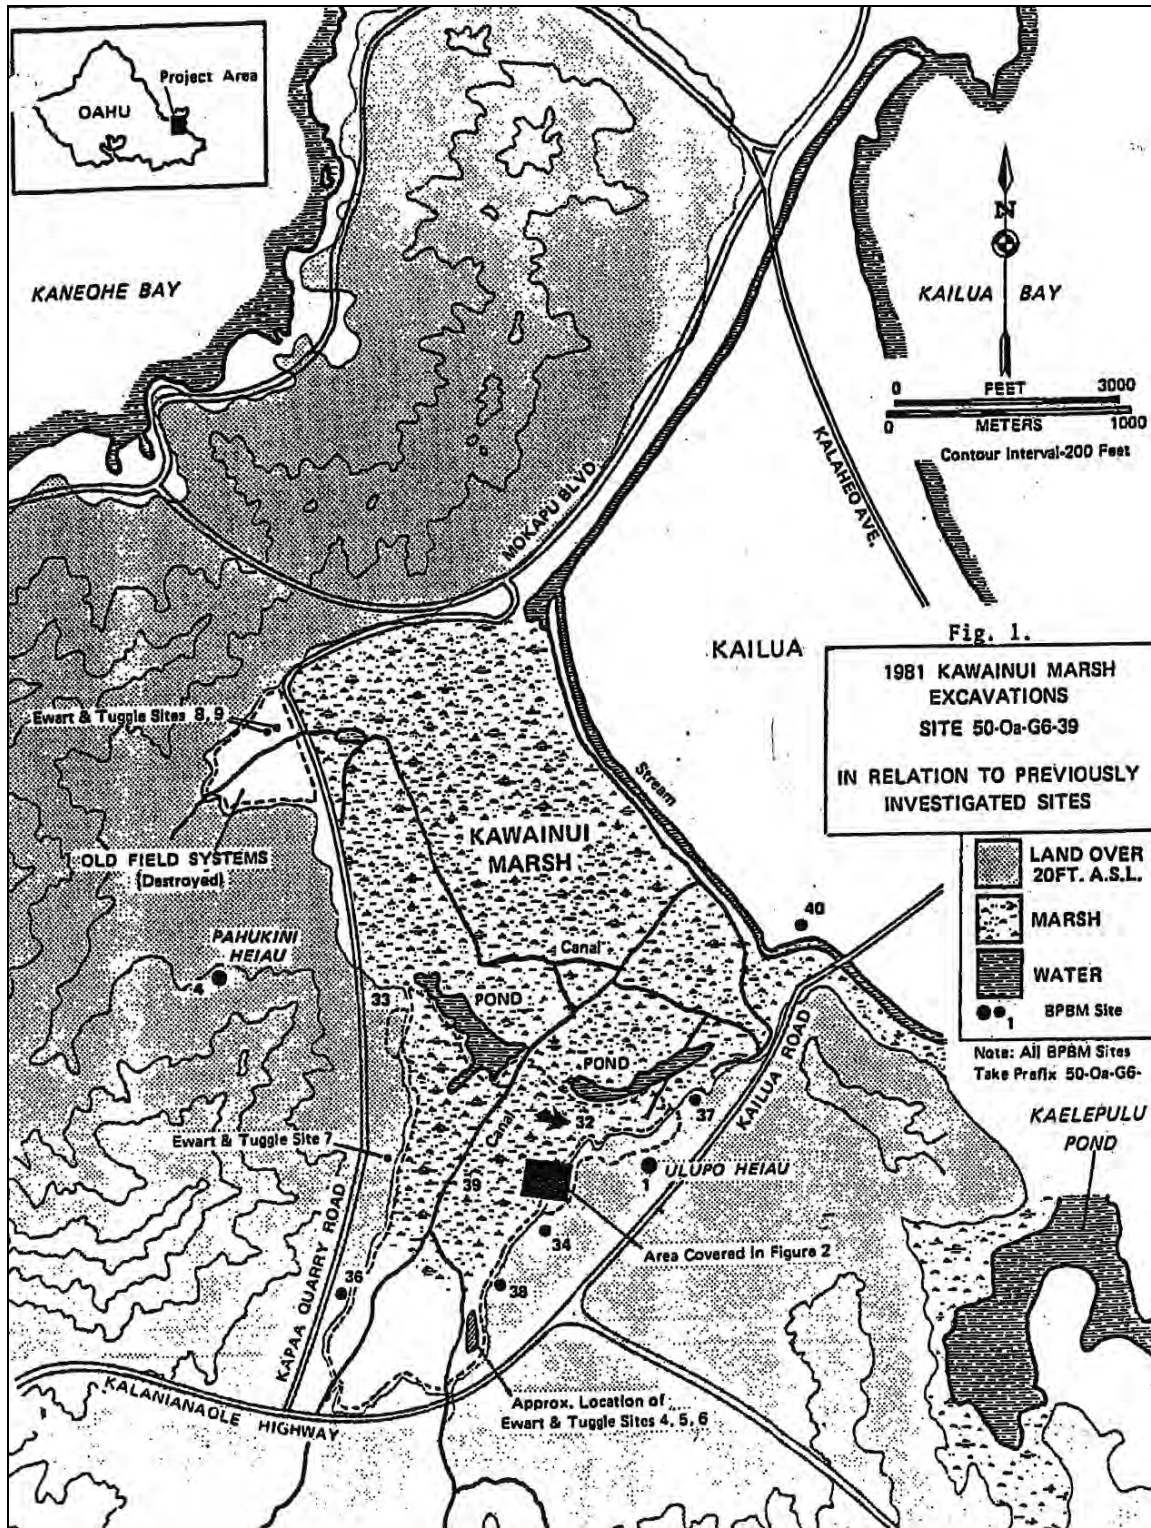 Project Area
OAHU
KANEOHE BAY
N
KAILUA BAY
0 FEET 3000
0 METERS 1000
Contour Interval-200 Feet
MOKAPU BLVD.
KALAHEO AVE.
KAILUA
Fig. 1.
1981 KAWAINUI MARSH
EXCAVATIONS
SITE 50-Oa-G6-39
IN RELATION TO PREVIOUSLY
INVESTIGATED SITES
LAND OVER
20FT. A.S.L.
MARSH
WATER
1 BPBM Site
Note: All BPBM Sites
Take Prefix 50-Oa-G6-
Ewart & Tuggle Sites 8, 9
Stream
KAWAINUI
MARSH
OLD FIELD SYSTEMS
(Destroyed)
40
PAHUKINI
HEIAU
4
Canal
33
POND
POND
KAILUA ROAD
37
KAELEPULU
POND
32
Canal
Ewart & Tuggle Site 7
39
1
ULUPO HEIAU
34
Area Covered in Figure 2
36
38
KAPAA QUARRY ROAD
KALANIANAOLE HIGHWAY
Approx. Location of
Ewart & Tuggle Sites 4, 5, 6